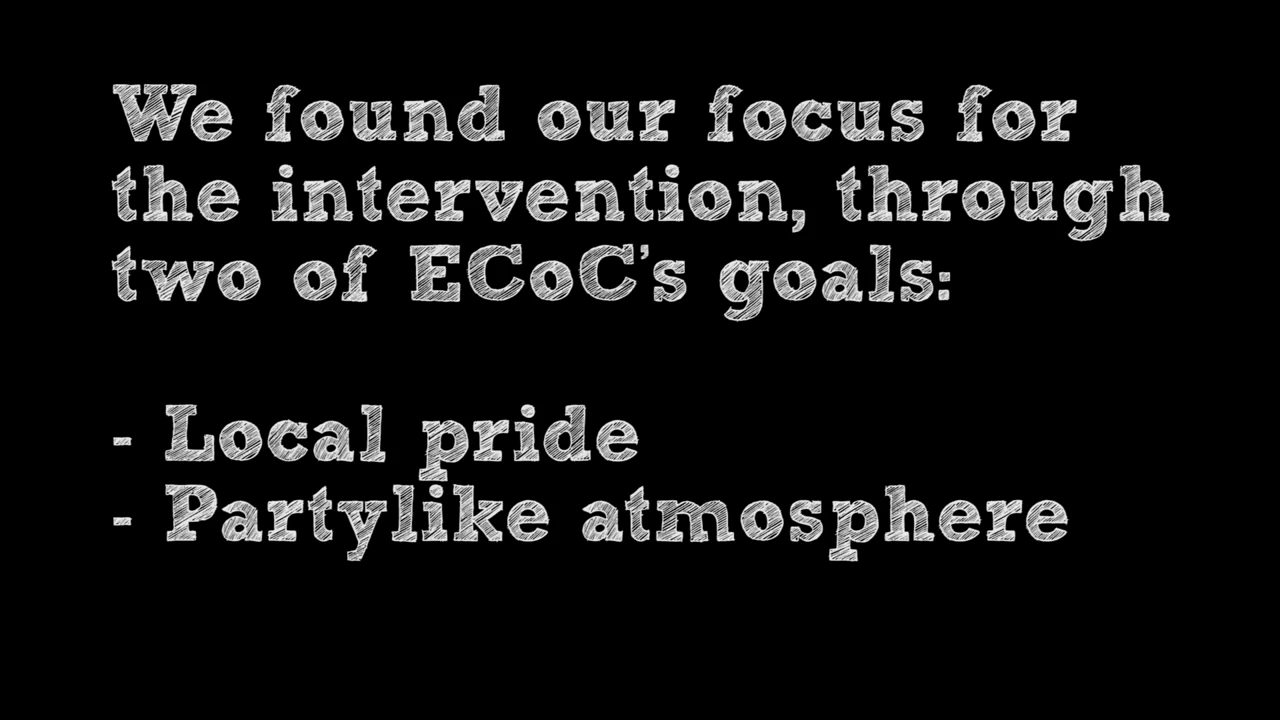 We found our focus for
the intervention, through
two of ECoC's goals:
- Local pride
- Partylike atmosphere